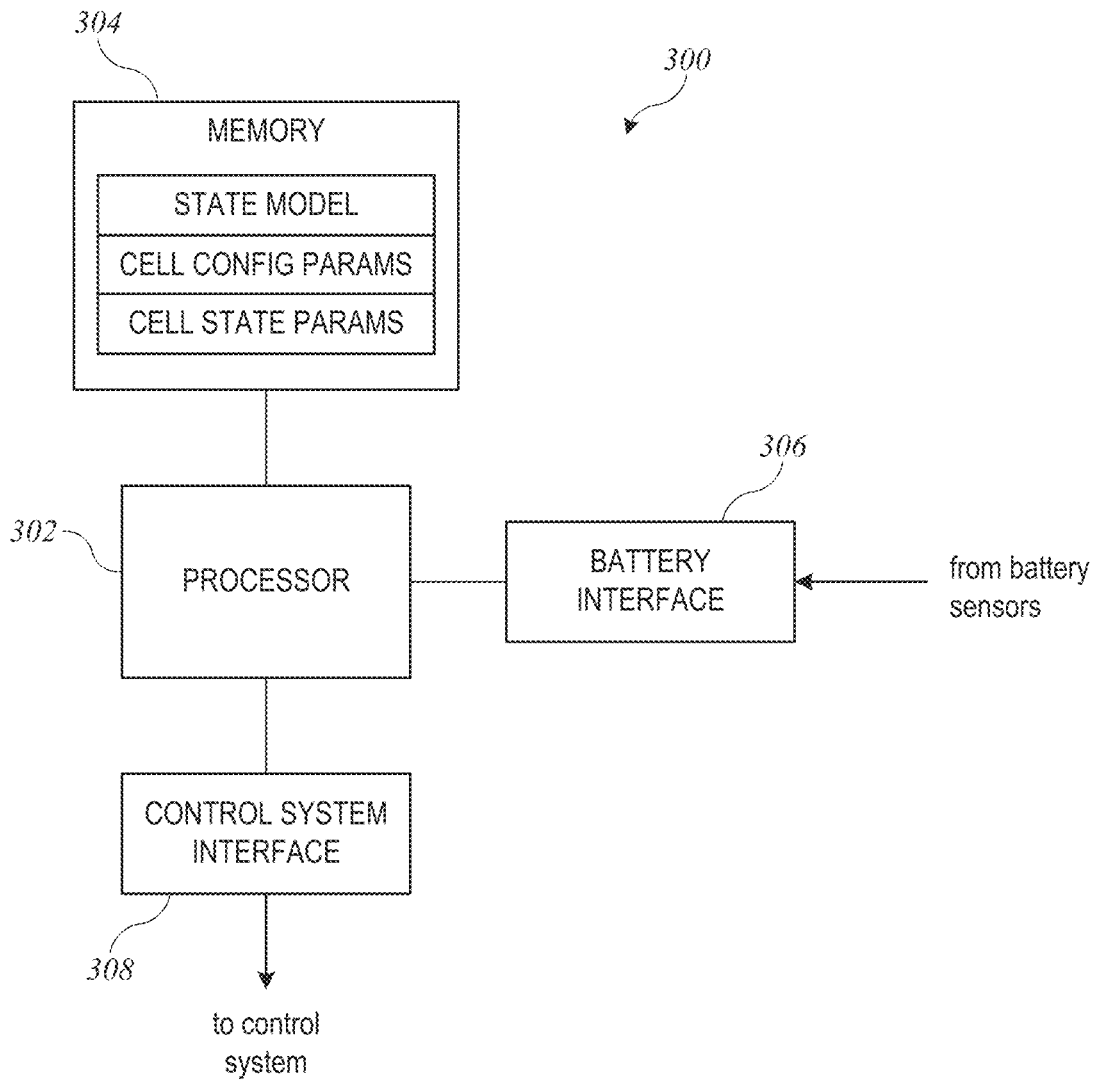 304
300
MEMORY
STATE MODEL
CELL CONFIG PARAMS
CELL STATE PARAMS
306
302
PROCESSOR
BATTERY
INTERFACE
from battery
sensors
CONTROL SYSTEM
INTERFACE
308
to control
system